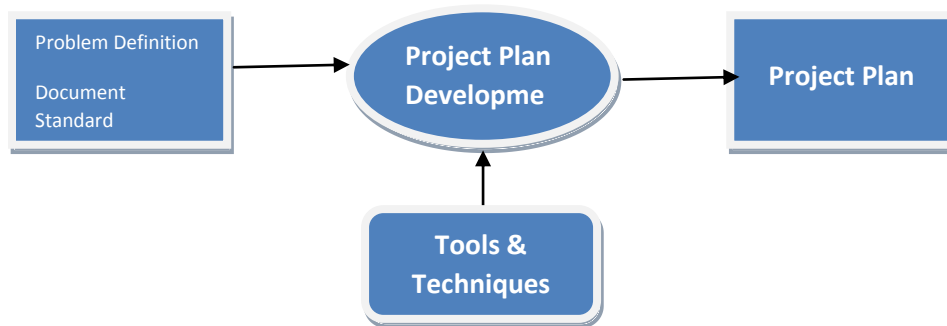 Problem Definition
Document
Standard
Project Plan
Developme
Project Plan
Tools &
Techniques